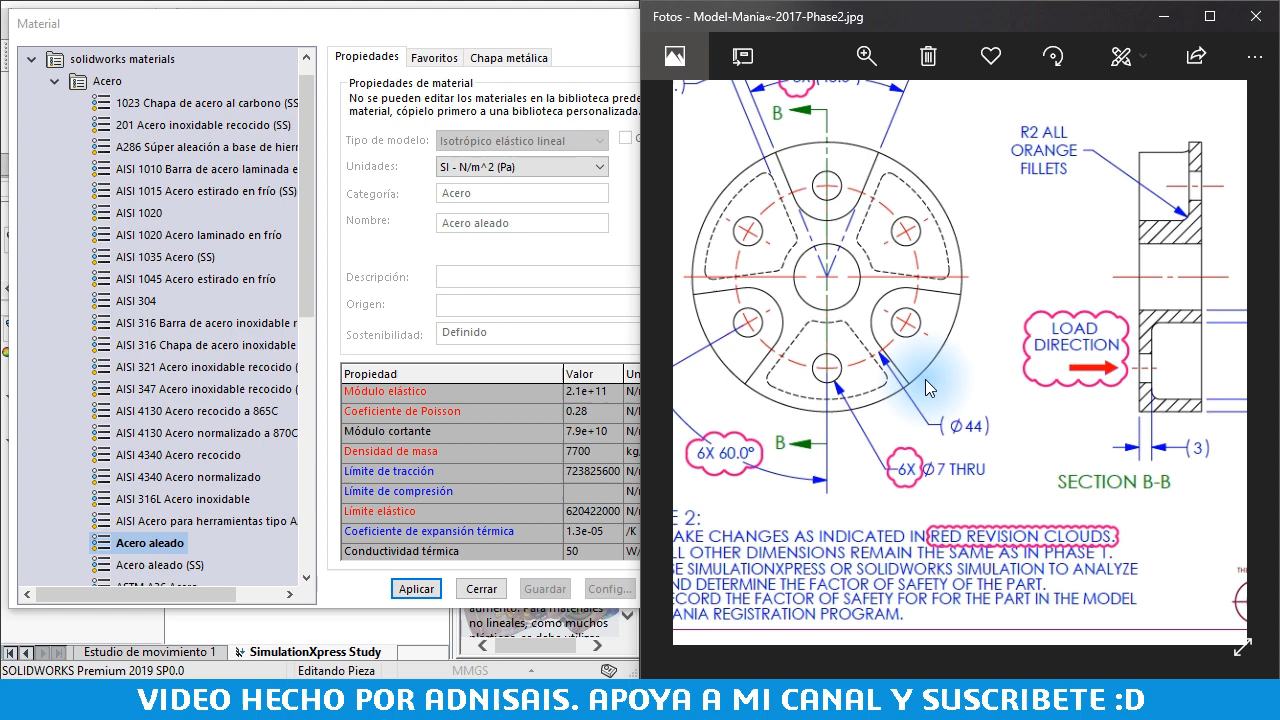 Material
solidworks materials
Acero
1023 Chapa de acero al carbono (SS
201 Acero inoxidable recocido (SS)
A286 Súper aleación a base de hierr
AISI 1010 Barra de acero laminada e
AISI 1015 Acero estirado en frío (SS)
AISI 1020
AISI 1020 Acero laminado en frío
AISI 1035 Acero (SS)
AISI 1045 Acero estirado en frío
AISI 304
AISI 316 Barra de acero inoxidable r
AISI 316 Chapa de acero inoxidable
AISI 321 Acero inoxidable recocido (
AISI 347 Acero inoxidable recocido (
AISI 4130 Acero recocido a 865C
AISI 4130 Acero normalizado a 870C
AISI 4340 Acero recocido
AISI 4340 Acero normalizado
AISI 316L Acero inoxidable
AISI Acero para herramientas tipo A
Acero aleado
Acero aleado (SS)
ASTM A36 Acero
Propiedades
Favoritos
Chapa metálica
Propiedades de material
No se pueden editar los materiales en la biblioteca prede
material, cópielo primero a una biblioteca personalizada.
Tipo de modelo: Isotrópico elástico lineal
Unidades: SI - N/m^2 (Pa)
Categoría: Acero
Nombre: Acero aleado
Descripción:
Origen:
Sostenibilidad: Definido
Propiedad Valor Un
Módulo elástico 2.1e+11 N/
Coeficiente de Poisson 0.28 N/
Módulo cortante 7.9e+10 N/
Densidad de masa 7700 kg,
Límite de tracción 723825600 N/
Límite de compresión N/
Límite elástico 620422000 N/
Coeficiente de expansión térmica 1.3e-05 /K
Conductividad térmica 50 W/
Aplicar Cerrar Guardar Config...
no lineales, como muchos
Estudio de movimiento 1
SimulationXpress Study
SOLIDWORKS Premium 2019 SP0.0
Editando Pieza
MMGS
Fotos - Model-Mania«-2017-Phase2.jpg
B
R2 ALL
ORANGE
FILLETS
LOAD
DIRECTION
(Ø44)
B
6X 60.0°
6X Ø7 THRU
(3)
SECTION B-B
E 2:
AKE CHANGES AS INDICATED IN RED REVISION CLOUDS.
LL OTHER DIMENSIONS REMAIN THE SAME AS IN PHASE 1.
SE SIMULATIONXPRESS OR SOLIDWORKS SIMULATION TO ANALYZE
ND DETERMINE THE FACTOR OF SAFETY OF THE PART.
ECORD THE FACTOR OF SAFETY FOR FOR THE PART IN THE MODEL
ANIA REGISTRATION PROGRAM.
VIDEO HECHO POR ADNISAIS. APOYA A MI CANAL Y SUSCRIBETE :D